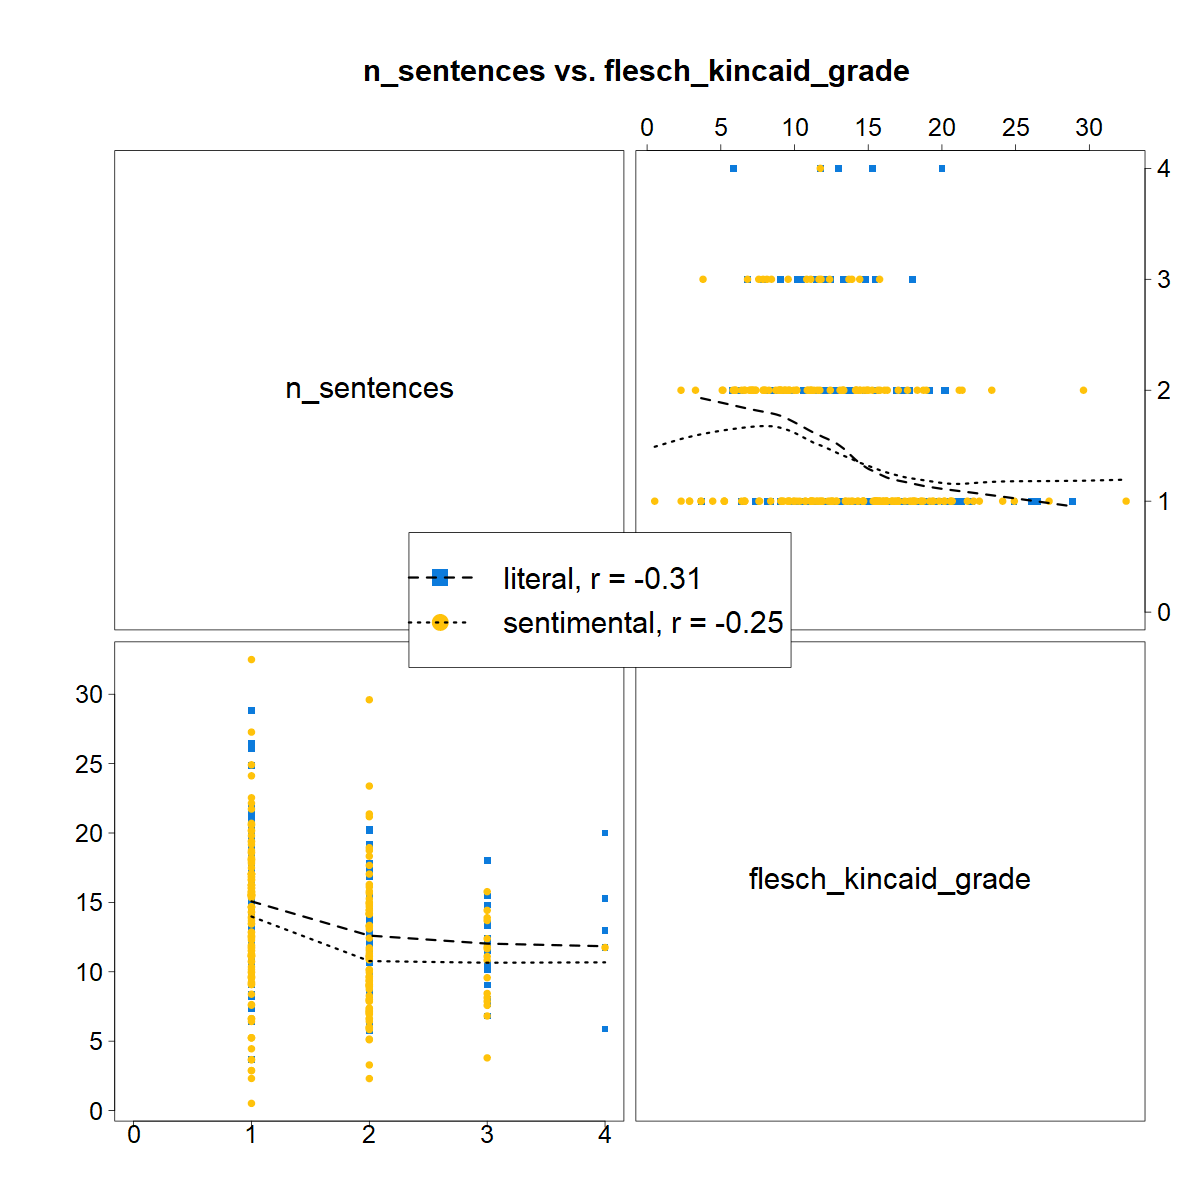 n_sentences vs. flesch_kincaid_grade
0 5 10 15 20 25 30
4
3
n_sentences
2
1
0
literal, r = -0.31
sentimental, r = -0.25
30
25
20
15
10
5
0
flesch_kincaid_grade
0 1 2 3 4